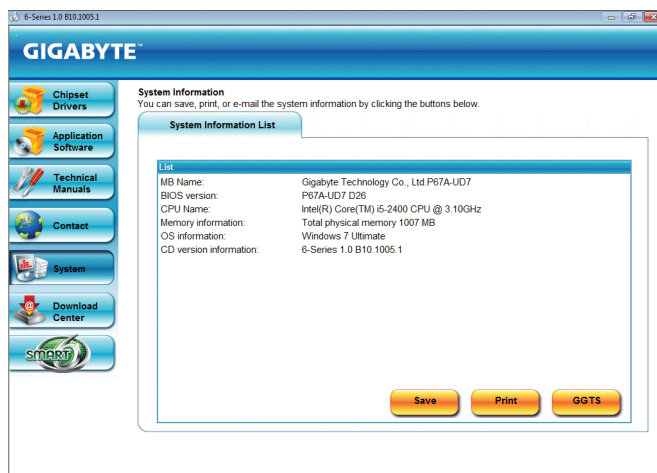 6-Series 1.0 B10.1005.1
GIGABYTE™
Chipset
Drivers
Application
Software
Technical
Manuals
Contact
System
Download
Center
SMART6
System Information
You can save, print, or e-mail the system information by clicking the buttons below.
System Information List
List
MB Name: Gigabyte Technology Co., Ltd.P67A-UD7
BIOS version: P67A-UD7 D26
CPU Name: Intel(R) Core(TM) i5-2400 CPU @ 3.10GHz
Memory information: Total physical memory 1007 MB
OS information: Windows 7 Ultimate
CD version information: 6-Series 1.0 B10.1005.1
Save Print GGTS